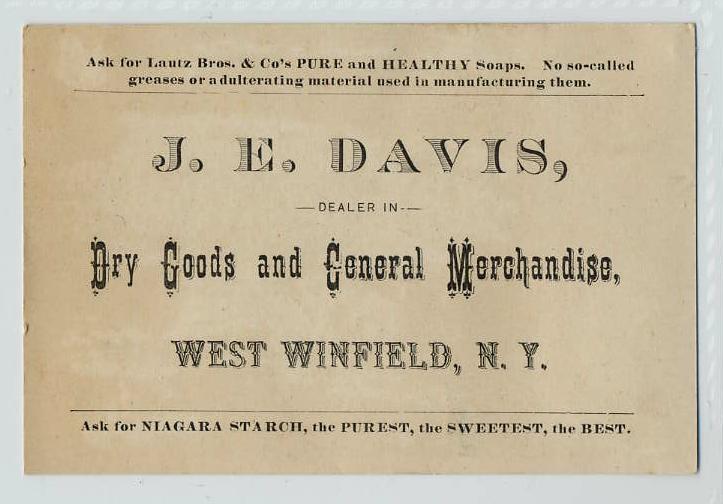 Ask for Lautz Bros. & Co's PURE and HEALTHY Soaps. No so-called
greases or adulterating material used in manufacturing them.
J. E. DAVIS,
—DEALER IN—
Dry Goods and General Merchandise,
WEST WINFIELD, N. Y.
Ask for NIAGARA STARCH, the PUREST, the SWEETEST, the BEST.